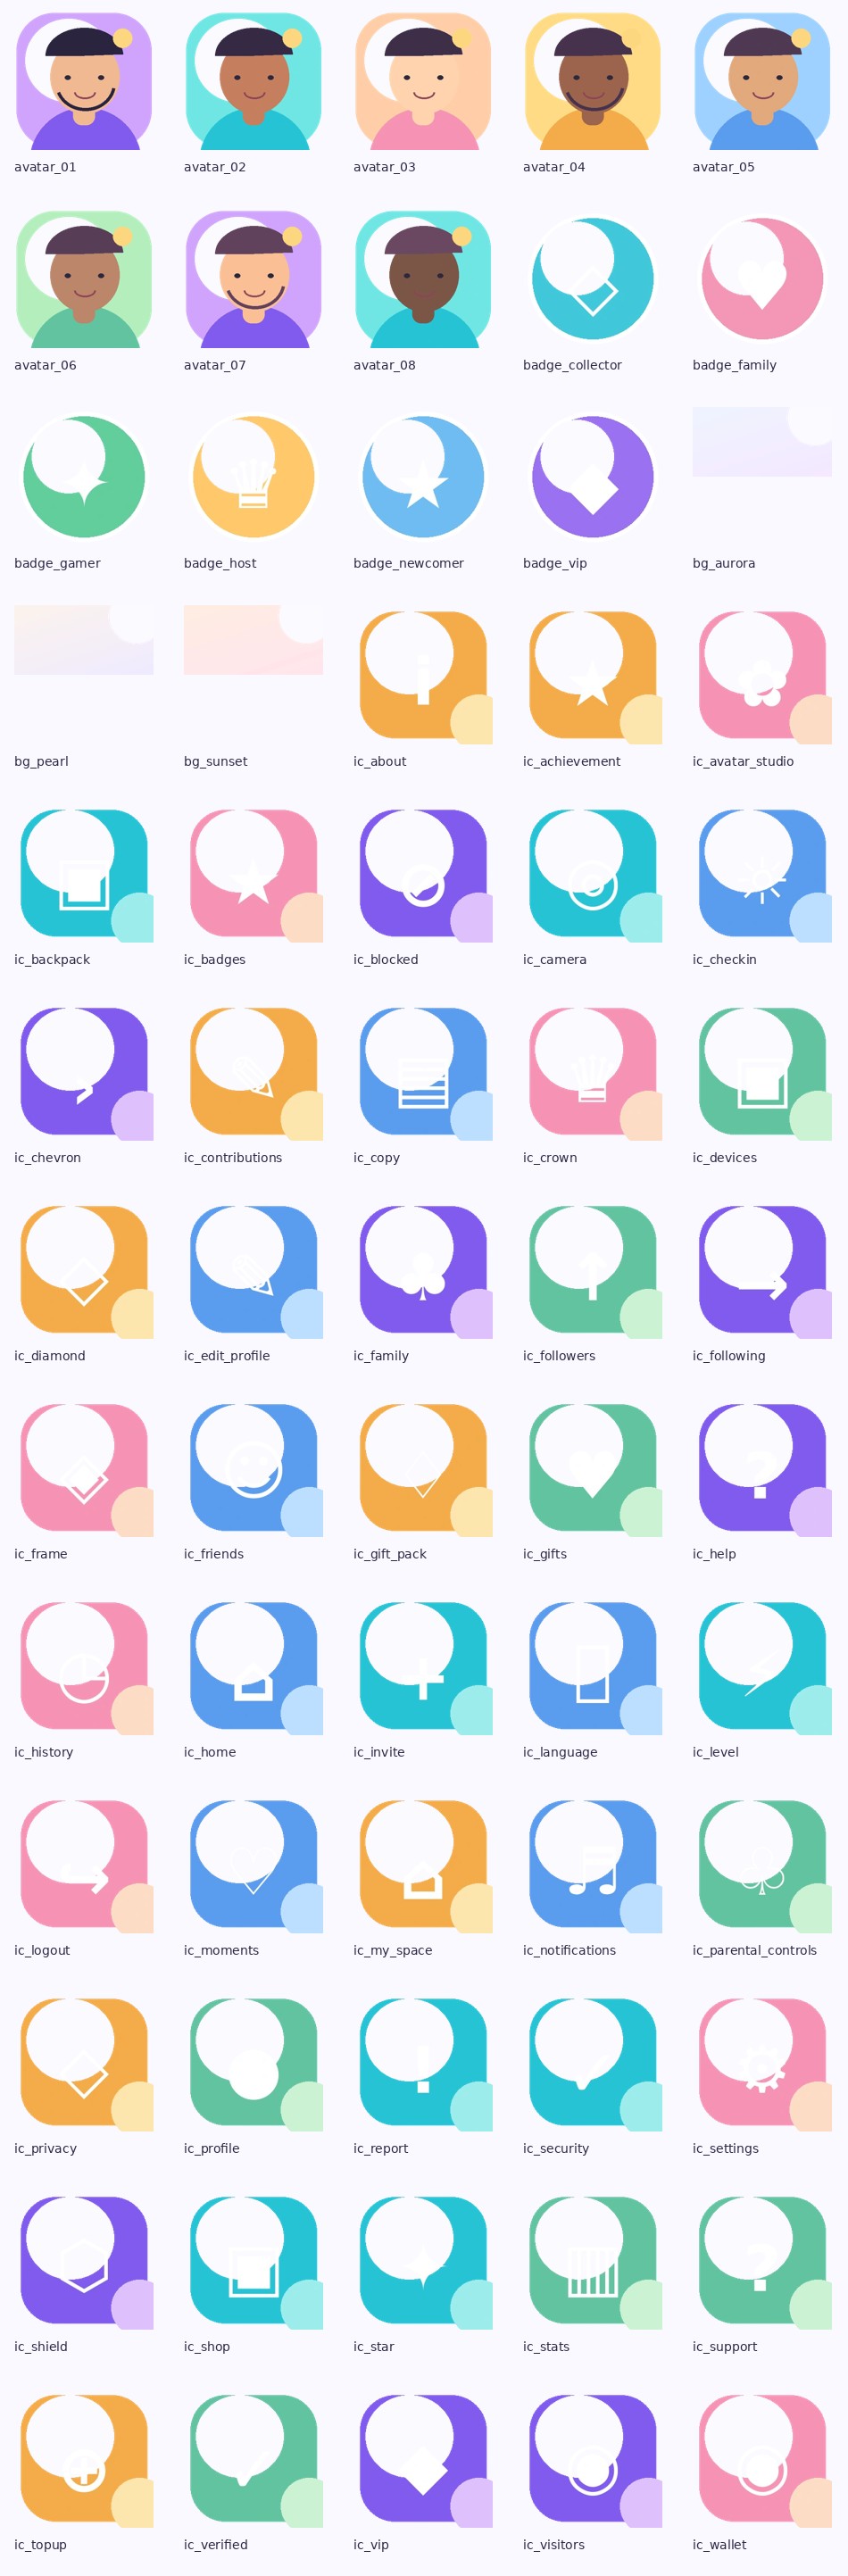 avatar_01 avatar_02 avatar_03 avatar_04 avatar_05
avatar_06 avatar_07 avatar_08 badge_collector badge_family
badge_gamer badge_host badge_newcomer badge_vip bg_aurora
bg_pearl bg_sunset ic_about ic_achievement ic_avatar_studio
ic_backpack ic_badges ic_blocked ic_camera ic_checkin
ic_chevron ic_contributions ic_copy ic_crown ic_devices
ic_diamond ic_edit_profile ic_family ic_followers ic_following
ic_frame ic_friends ic_gift_pack ic_gifts ic_help
ic_history ic_home ic_invite ic_language ic_level
ic_logout ic_moments ic_my_space ic_notifications ic_parental_controls
ic_privacy ic_profile ic_report ic_security ic_settings
ic_shield ic_shop ic_star ic_stats ic_support
ic_topup ic_verified ic_vip ic_visitors ic_wallet